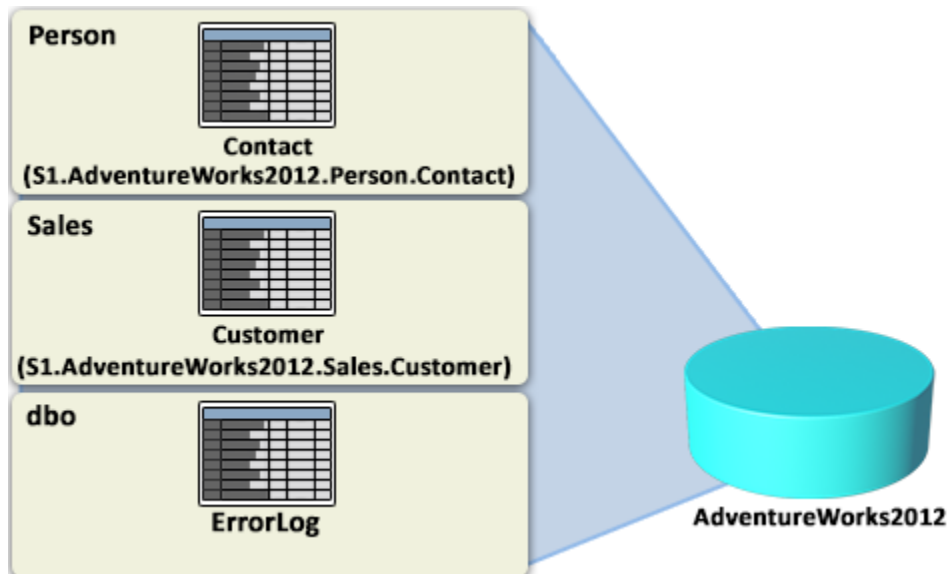 Person
Contact
(S1.AdventureWorks2012.Person.Contact)
Sales
Customer
(S1.AdventureWorks2012.Sales.Customer)
dbo
ErrorLog
AdventureWorks2012